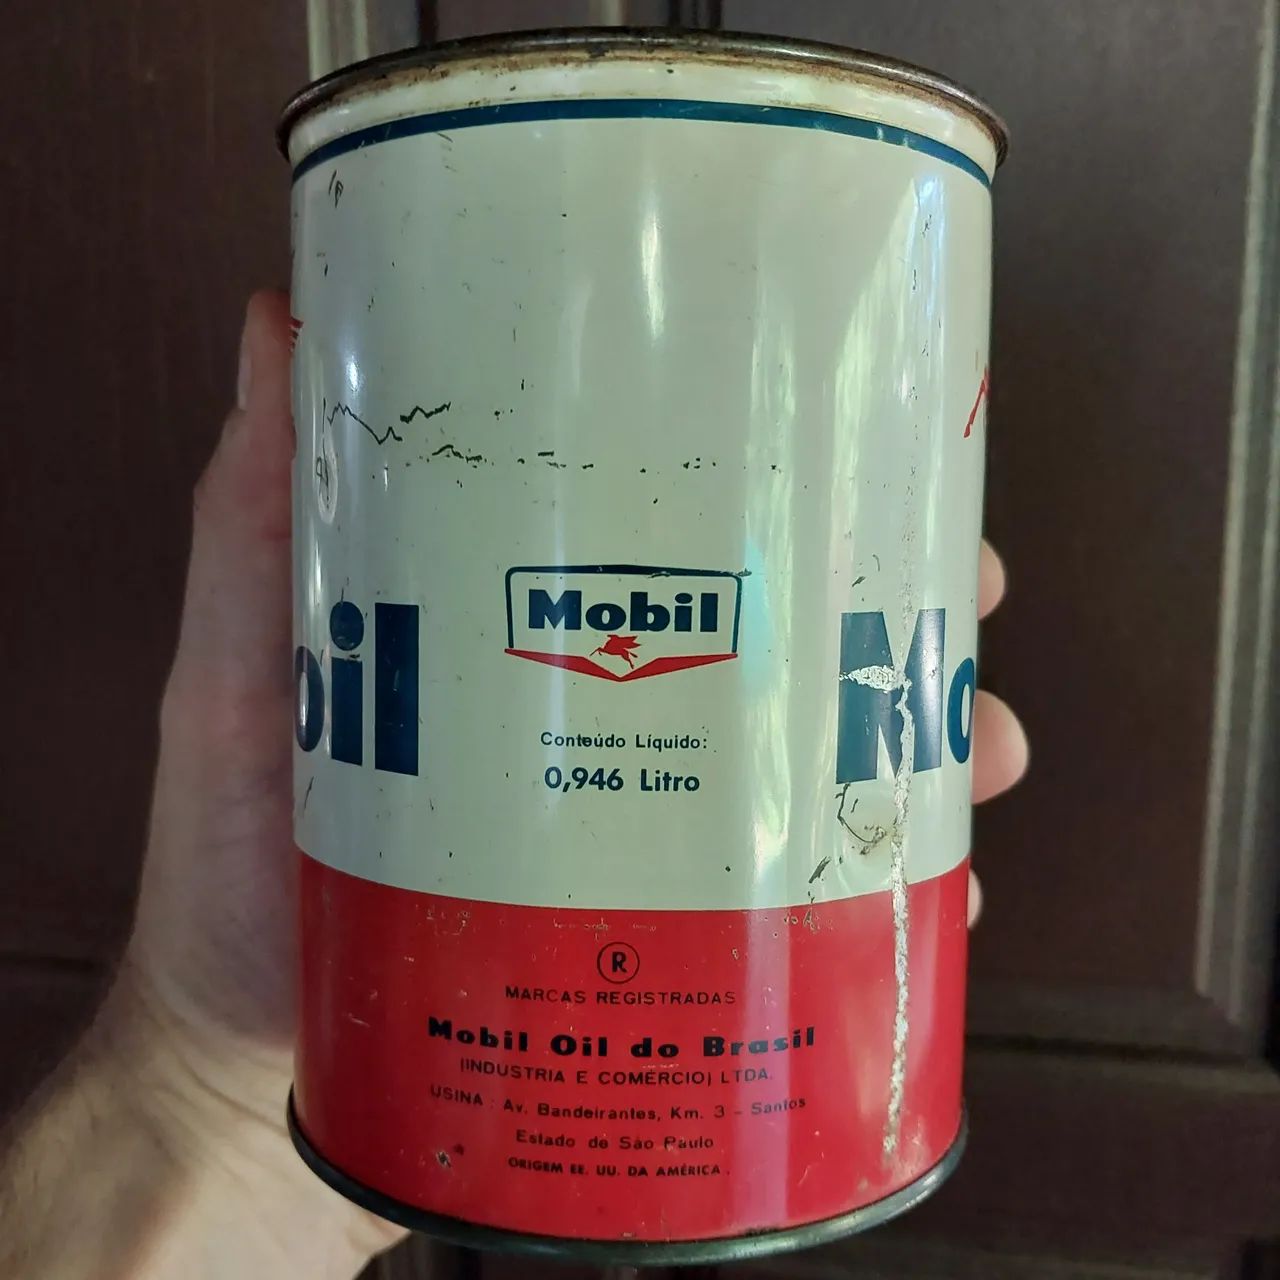 Mobil
oil
Mo
Conteúdo Líquido:
0,946 Litro
R
MARCAS REGISTRADAS
Mobil Oil do Brasil
(INDUSTRIA E COMÉRCIO) LTDA.
USINA : Av. Bandeirantes, Km. 3 - Santos
Estado de São Paulo
ORIGEM EE. UU. DA AMÉRICA.